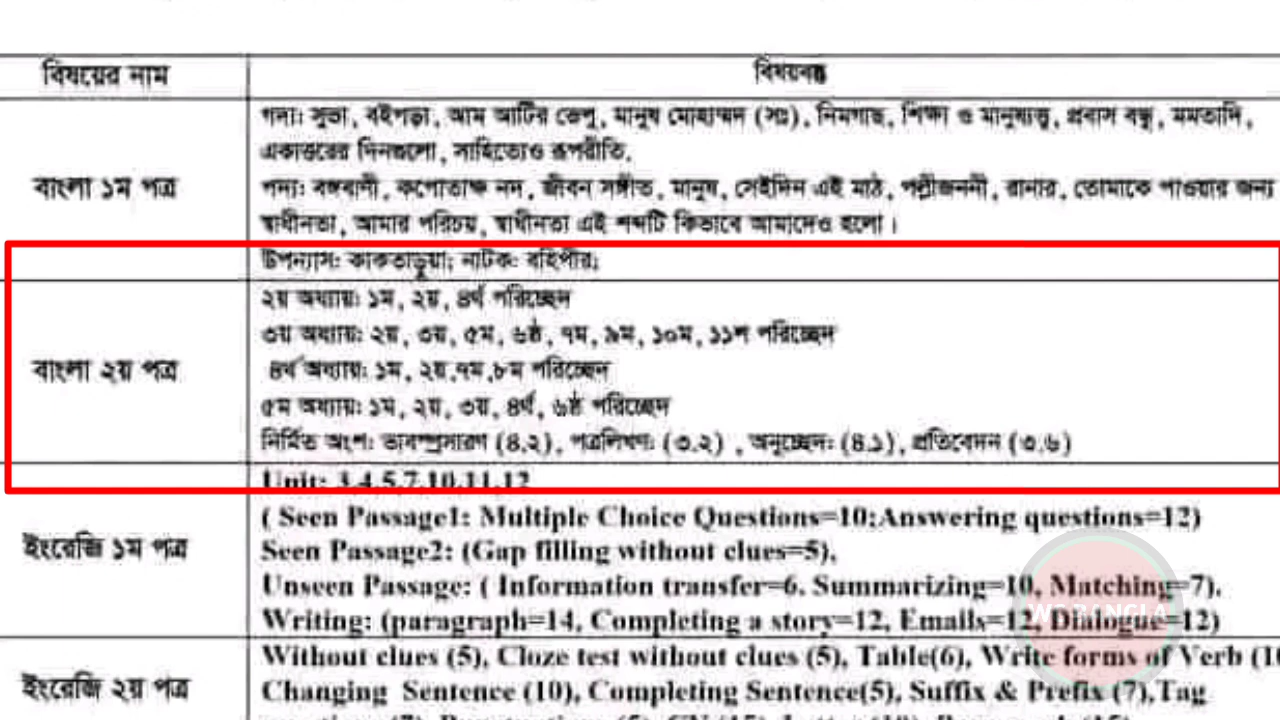 বিষয়ের নাম
বিষয়বস্তু
গদ্য: সুভা, বইপড়া, আম আটির ভেপু, মানুষ মোহাম্মদ (সঃ), নিমগাছ, শিক্ষা ও মানুষ্যত্ব, প্রবাস বন্ধু, মমতাদি,
একাত্তরের দিনগুলো, সাহিত্যেও রূপরীতি,
বাংলা ১ম পত্র
পদ্য: বঙ্গবাণী, কপোতাক্ষ নদ, জীবন সঙ্গীত, মানুষ, সেইদিন এই মাঠ, পল্লীজননী, রানার, তোমাকে পাওয়ার জন্য
স্বাধীনতা, আমার পরিচয়, স্বাধীনতা এই শব্দটি কিভাবে আমাদেও হলো।
উপন্যাস: কাকতাড়ুয়া; নাটক: বহিপীর;
২য় অধ্যায়: ১ম, ২য়, ৪র্থ পরিচ্ছেদ
৩য় অধ্যায়: ২য়, ৩য়, ৫ম, ৬ষ্ঠ, ৭ম, ৯ম, ১০ম, ১১শ পরিচ্ছেদ
বাংলা ২য় পত্র
৪র্থ অধ্যায়: ১ম, ২য়,৭ম,৮ম পরিচ্ছেদ
৫ম অধ্যায়: ১ম, ২য়, ৩য়, ৪র্থ, ৬ষ্ঠ পরিচ্ছেদ
নির্মিত অংশ: ভাবসম্প্রসারণ (৪.২), পত্রলিখণ: (৩.২) , অনুচ্ছেদ: (৪.১), প্রতিবেদন (৩.৬)
Unit: 3,4,5,7,10,11,12
( Seen Passage1: Multiple Choice Questions=10;Answering questions=12)
ইংরেজি ১ম পত্র
Seen Passage2: (Gap filling without clues=5),
Unseen Passage: ( Information transfer=6. Summarizing=10, Matching=7).
Writing: (paragraph=14, Completing a story=12, Emails=12, Dialogue=12)
Without clues (5), Cloze test without clues (5), Table(6), Write forms of Verb
ইংরেজি ২য় পত্র
Changing Sentence (10), Completing Sentence(5), Suffix & Prefix (7),Tag